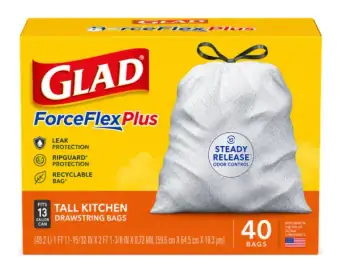 GLAD
ForceFlexPlus
LEAK
PROTECTION
RIPGUARD®
PROTECTION
RECYCLABLE
BAG*
STEADY
RELEASE
ODOR CONTROL
FITS
13
GALLON
CAN
TALL KITCHEN
DRAWSTRING BAGS
40
BAGS